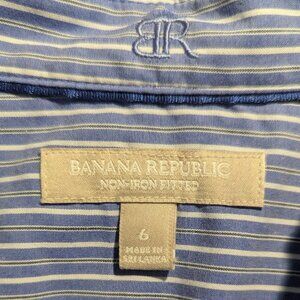 BR
BANANA REPUBLIC
NON-IRON FITTED
6
MADE IN
SRI LANKA